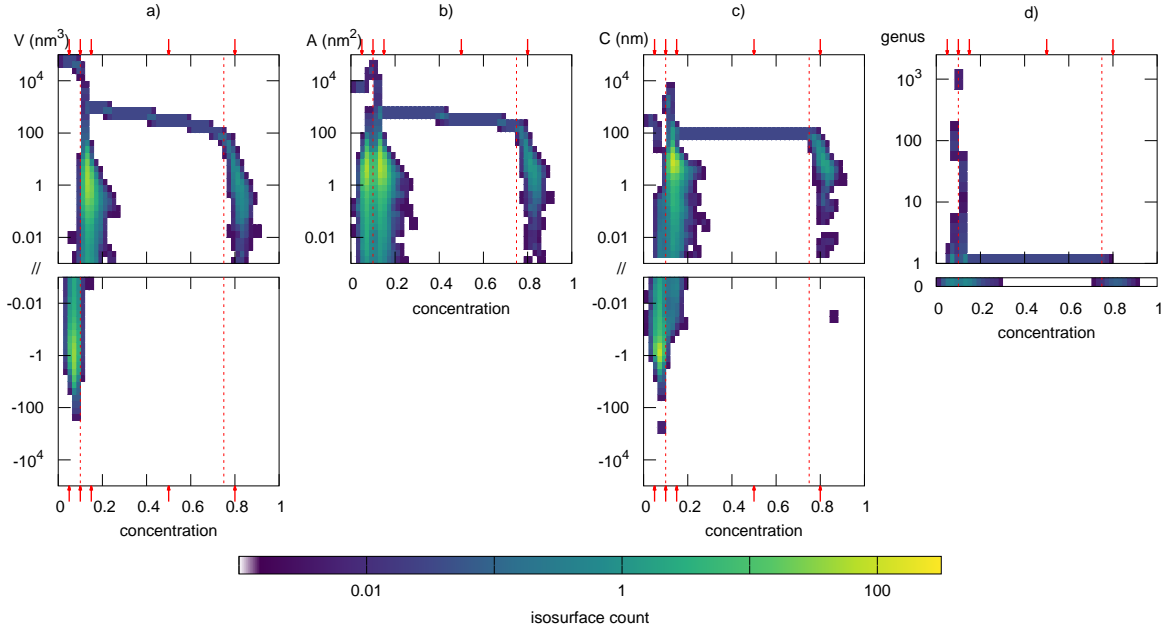 a) b) c) d)
V (nm³) A (nm²) C (nm) genus
10⁴ 10⁴ 10⁴ 10³
100 100 100 100
1 1 1 10
0.01 0.01 0.01 1
// //
0 0.2 0.4 0.6 0.8 1 0
0 0.2 0.4 0.6 0.8 1
-0.01 concentration -0.01 concentration
-1 -1
-100 -100
-10⁴ -10⁴
0 0.2 0.4 0.6 0.8 1 0 0.2 0.4 0.6 0.8 1
concentration concentration
0.01 1 100
isosurface count